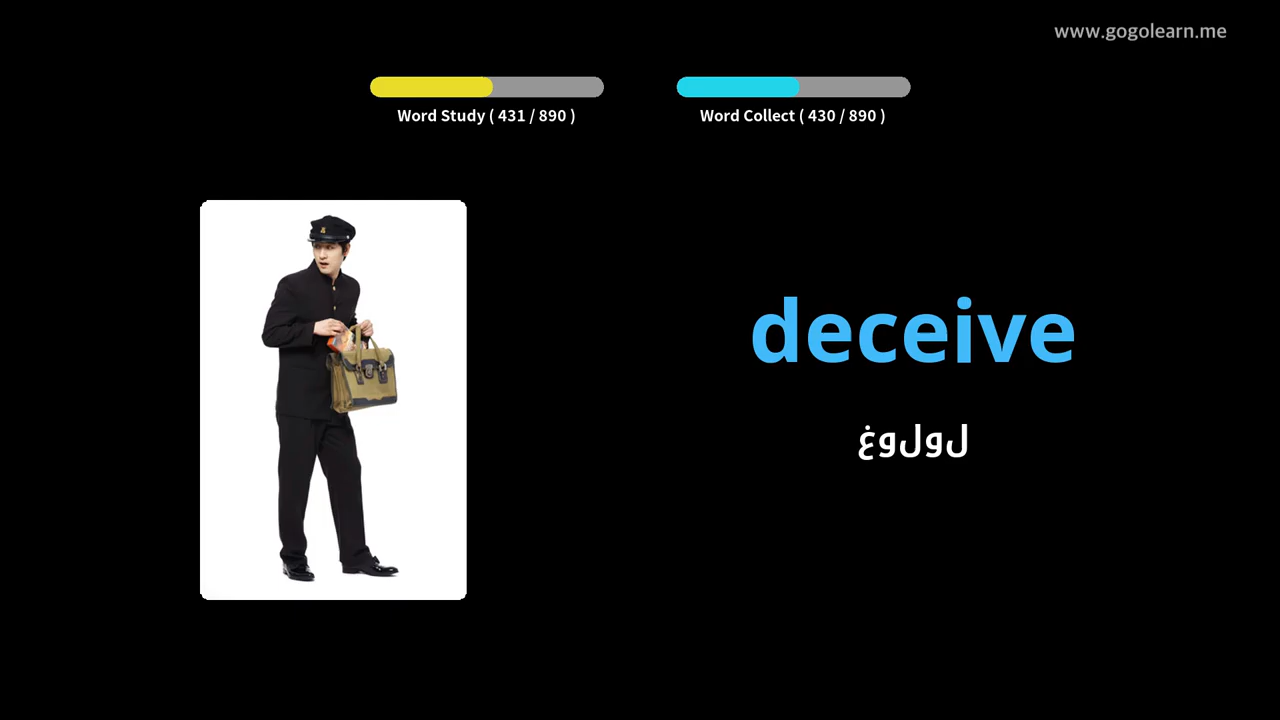 www.gogolearn.me
Word Study ( 431 / 890 )
Word Collect ( 430 / 890 )
deceive
لولوغ